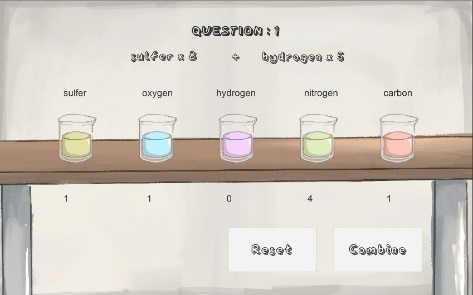 QUESTION : 1
sulfer x 8 + hydrogen x 5
sulfer oxygen hydrogen nitrogen carbon
1 1 0 4 1
Reset Combine